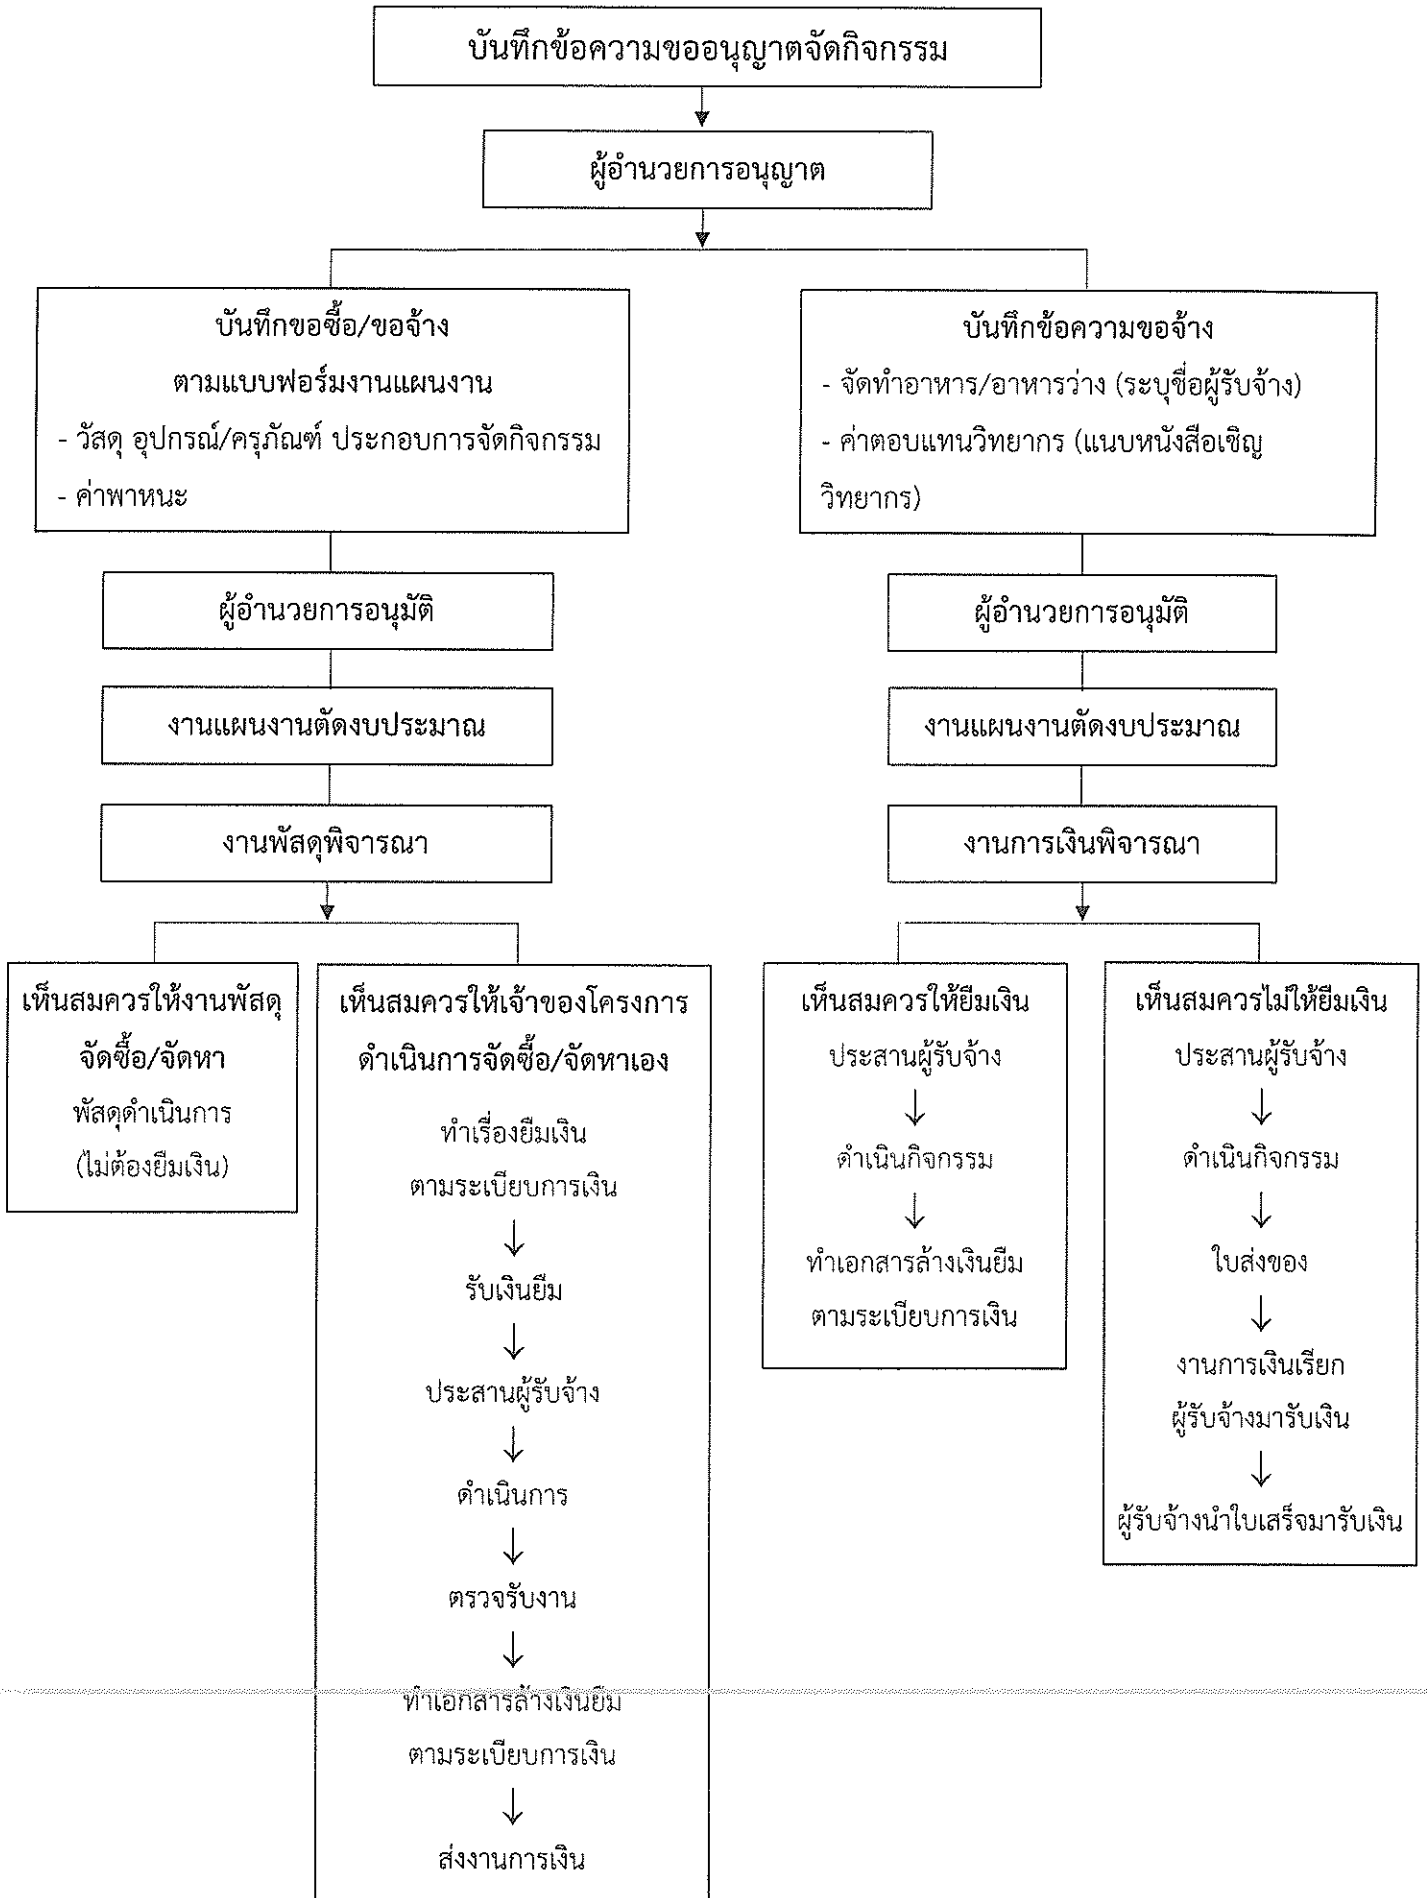 บันทึกข้อความขออนุญาตจัดกิจกรรม
ผู้อำนวยการอนุญาต
บันทึกขอซื้อ/ขอจ้าง
ตามแบบฟอร์มงานแผนงาน
- วัสดุ อุปกรณ์/ครุภัณฑ์ ประกอบการจัดกิจกรรม
- ค่าพาหนะ
ผู้อำนวยการอนุมัติ
งานแผนงานตัดงบประมาณ
งานพัสดุพิจารณา
เห็นสมควรให้งานพัสดุ
จัดซื้อ/จัดหา
พัสดุดำเนินการ
(ไม่ต้องยืมเงิน)
เห็นสมควรให้เจ้าของโครงการ
ดำเนินการจัดซื้อ/จัดหาเอง
ทำเรื่องยืมเงิน
ตามระเบียบการเงิน
รับเงินยืม
ประสานผู้รับจ้าง
ดำเนินการ
ตรวจรับงาน
ทำเอกสารล้างเงินยืม
ตามระเบียบการเงิน
ส่งงานการเงิน
บันทึกข้อความขอจ้าง
- จัดทำอาหาร/อาหารว่าง (ระบุชื่อผู้รับจ้าง)
- ค่าตอบแทนวิทยากร (แนบหนังสือเชิญ
วิทยากร)
ผู้อำนวยการอนุมัติ
งานแผนงานตัดงบประมาณ
งานการเงินพิจารณา
เห็นสมควรให้ยืมเงิน
ประสานผู้รับจ้าง
ดำเนินกิจกรรม
ทำเอกสารล้างเงินยืม
ตามระเบียบการเงิน
เห็นสมควรไม่ให้ยืมเงิน
ประสานผู้รับจ้าง
ดำเนินกิจกรรม
ใบส่งของ
งานการเงินเรียก
ผู้รับจ้างมารับเงิน
ผู้รับจ้างนำใบเสร็จมารับเงิน